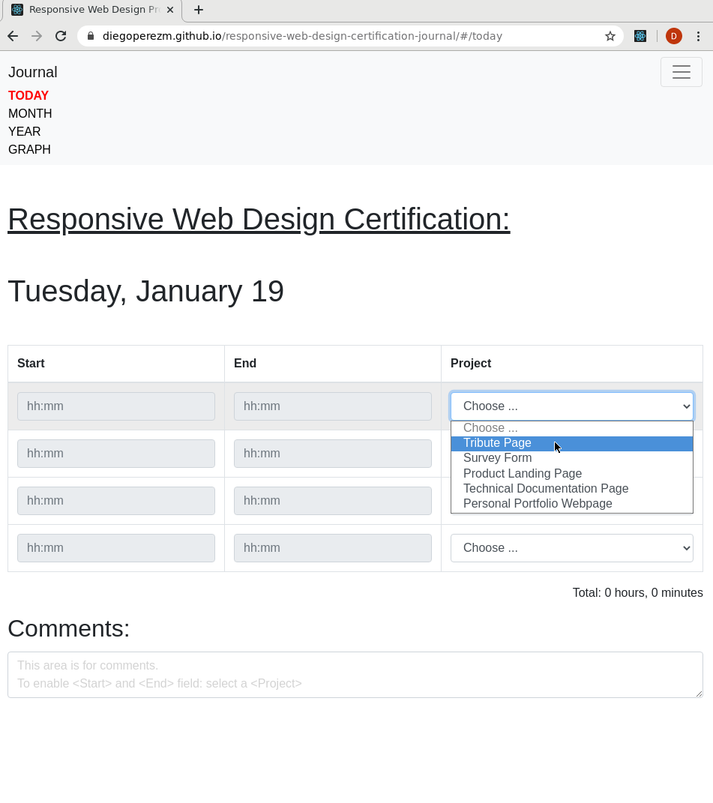 Responsive Web Design Pr
diegoperezm.github.io/responsive-web-design-certification-journal/#/today
D
Journal
TODAY
MONTH
YEAR
GRAPH
Responsive Web Design Certification:
Tuesday, January 19
Start End Project
hh:mm hh:mm Choose ...
Choose ...
Tribute Page
hh:mm hh:mm Survey Form
Product Landing Page
Technical Documentation Page
hh:mm hh:mm Personal Portfolio Webpage
hh:mm hh:mm Choose ...
Total: 0 hours, 0 minutes
Comments:
This area is for comments.
To enable <Start> and <End> field: select a <Project>